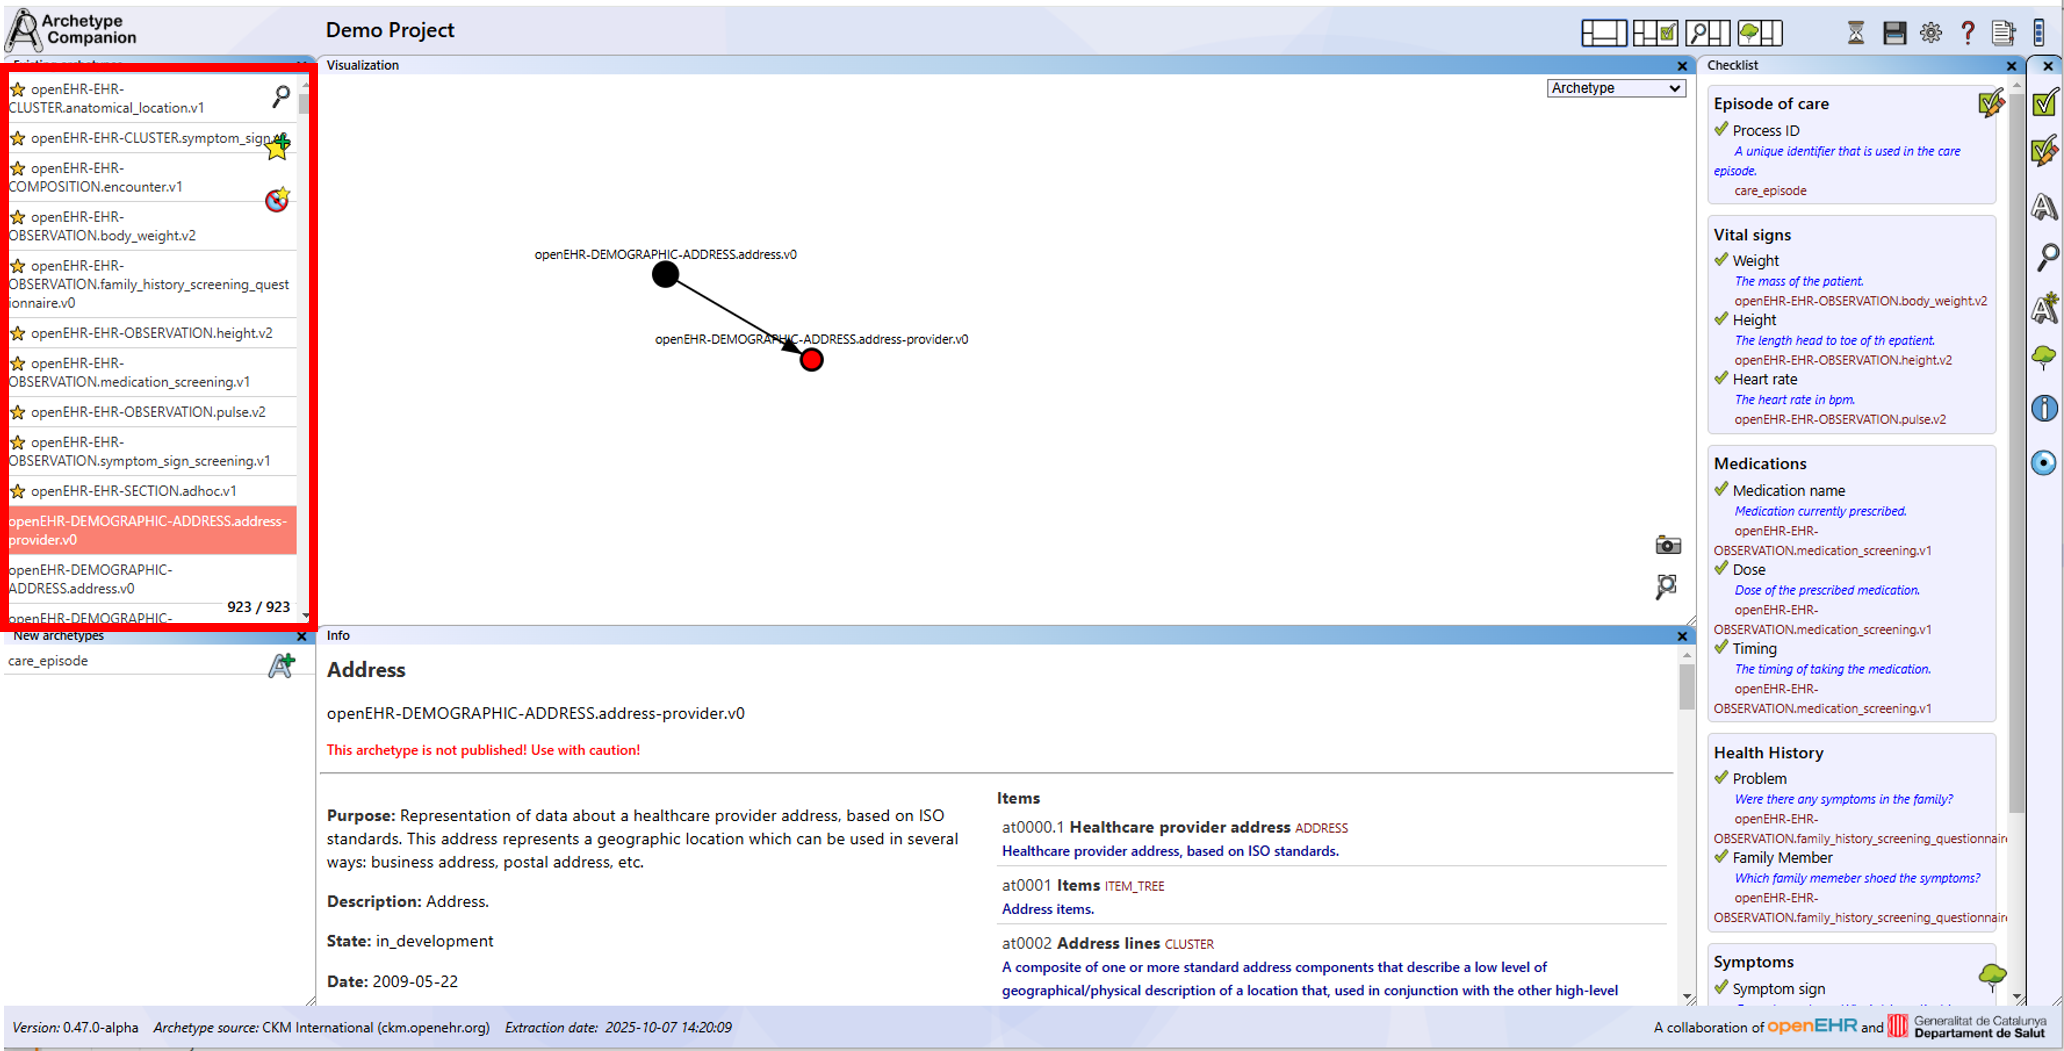 Archetype
Companion
Demo Project
Existing archetypes
openEHR-EHR-
CLUSTER.anatomical_location.v1
openEHR-EHR-CLUSTER.symptom_sign
openEHR-EHR-
COMPOSITION.encounter.v1
openEHR-EHR-
OBSERVATION.body_weight.v2
openEHR-EHR-
OBSERVATION.family_history_screening_quest
ionnaire.v0
openEHR-EHR-OBSERVATION.height.v2
openEHR-EHR-
OBSERVATION.medication_screening.v1
openEHR-EHR-OBSERVATION.pulse.v2
openEHR-EHR-
OBSERVATION.symptom_sign_screening.v1
openEHR-EHR-SECTION.adhoc.v1
openEHR-DEMOGRAPHIC-ADDRESS.address-
provider.v0
openEHR-DEMOGRAPHIC-
ADDRESS.address.v0
923 / 923
openEHR-DEMOGRAPHIC-
New archetypes
care_episode
Visualization
Archetype
openEHR-DEMOGRAPHIC-ADDRESS.address.v0
openEHR-DEMOGRAPHIC-ADDRESS.address-provider.v0
Info
Address
openEHR-DEMOGRAPHIC-ADDRESS.address-provider.v0
This archetype is not published! Use with caution!
Purpose: Representation of data about a healthcare provider address, based on ISO
standards. This address represents a geographic location which can be used in several
ways: business address, postal address, etc.
Description: Address.
State: in_development
Date: 2009-05-22
Items
at0000.1 Healthcare provider address ADDRESS
Healthcare provider address, based on ISO standards.
at0001 Items ITEM_TREE
Address items.
at0002 Address lines CLUSTER
A composite of one or more standard address components that describe a low level of
geographical/physical description of a location that, used in conjunction with the other high-level
Checklist
Episode of care
Process ID
A unique identifier that is used in the care
episode.
care_episode
Vital signs
Weight
The mass of the patient.
openEHR-EHR-OBSERVATION.body_weight.v2
Height
The length head to toe of th epatient.
openEHR-EHR-OBSERVATION.height.v2
Heart rate
The heart rate in bpm.
openEHR-EHR-OBSERVATION.pulse.v2
Medications
Medication name
Medication currently prescribed.
openEHR-EHR-
OBSERVATION.medication_screening.v1
Dose
Dose of the prescribed medication.
openEHR-EHR-
OBSERVATION.medication_screening.v1
Timing
The timing of taking the medication.
openEHR-EHR-
OBSERVATION.medication_screening.v1
Health History
Problem
Were there any symptoms in the family?
openEHR-EHR-
OBSERVATION.family_history_screening_questionnaire
Family Member
Which family memeber shoed the symptoms?
openEHR-EHR-
OBSERVATION.family_history_screening_questionnaire
Symptoms
Symptom sign
Version: 0.47.0-alpha Archetype source: CKM International (ckm.openehr.org) Extraction date: 2025-10-07 14:20:09
A collaboration of openEHR and Generalitat de Catalunya
Departament de Salut